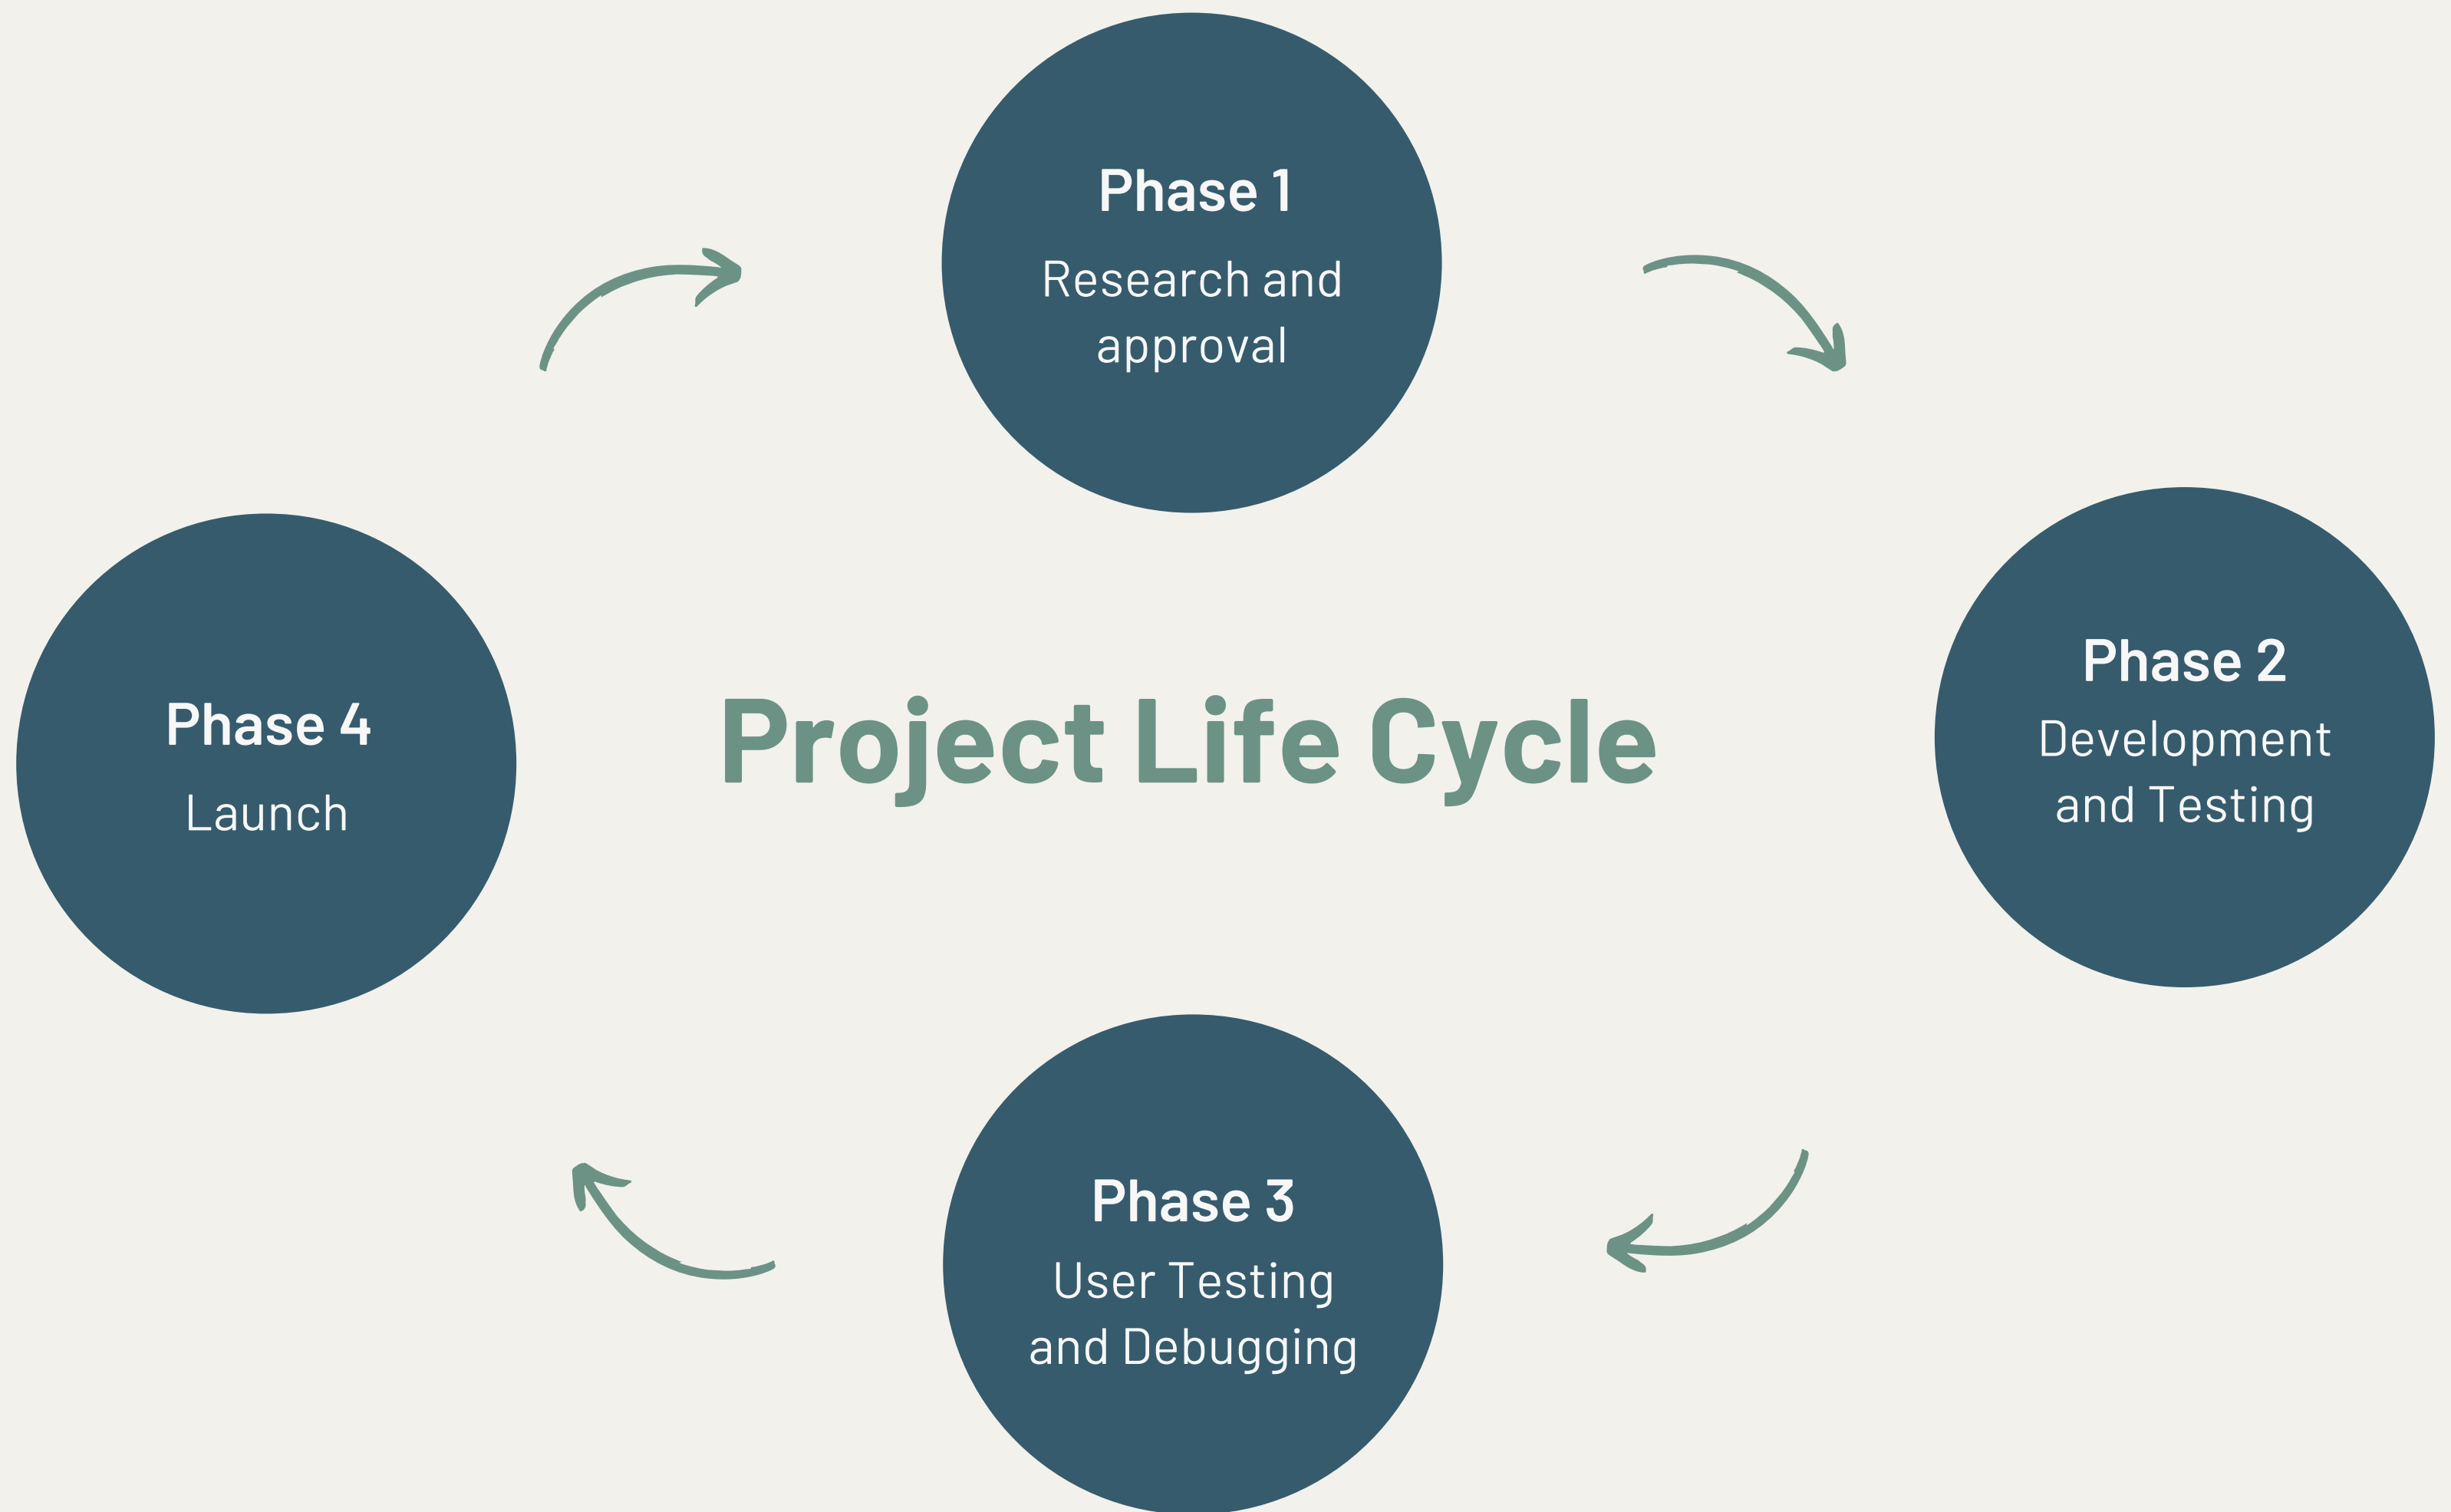 Phase 1
Research and
approval
Phase 2
Development
and Testing
Phase 3
User Testing
and Debugging
Phase 4
Launch
Project Life Cycle